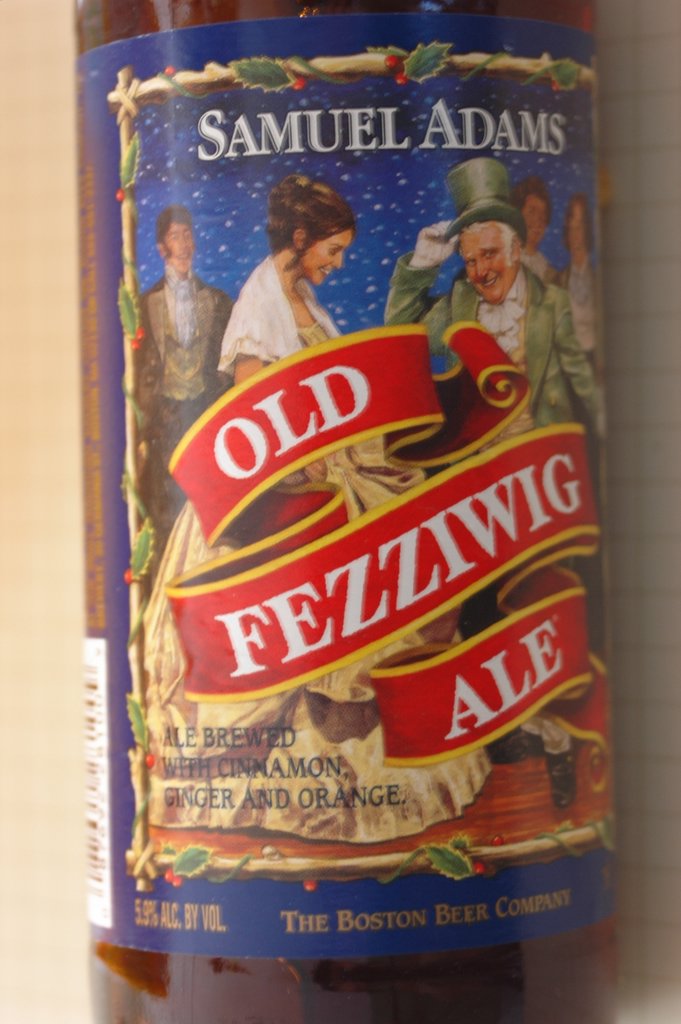 SAMUEL ADAMS
OLD
FEZZIWIG
ALE
ALE BREWED
WITH CINNAMON,
GINGER AND ORANGE.
5.9% ALC. BY VOL.
THE BOSTON BEER COMPANY